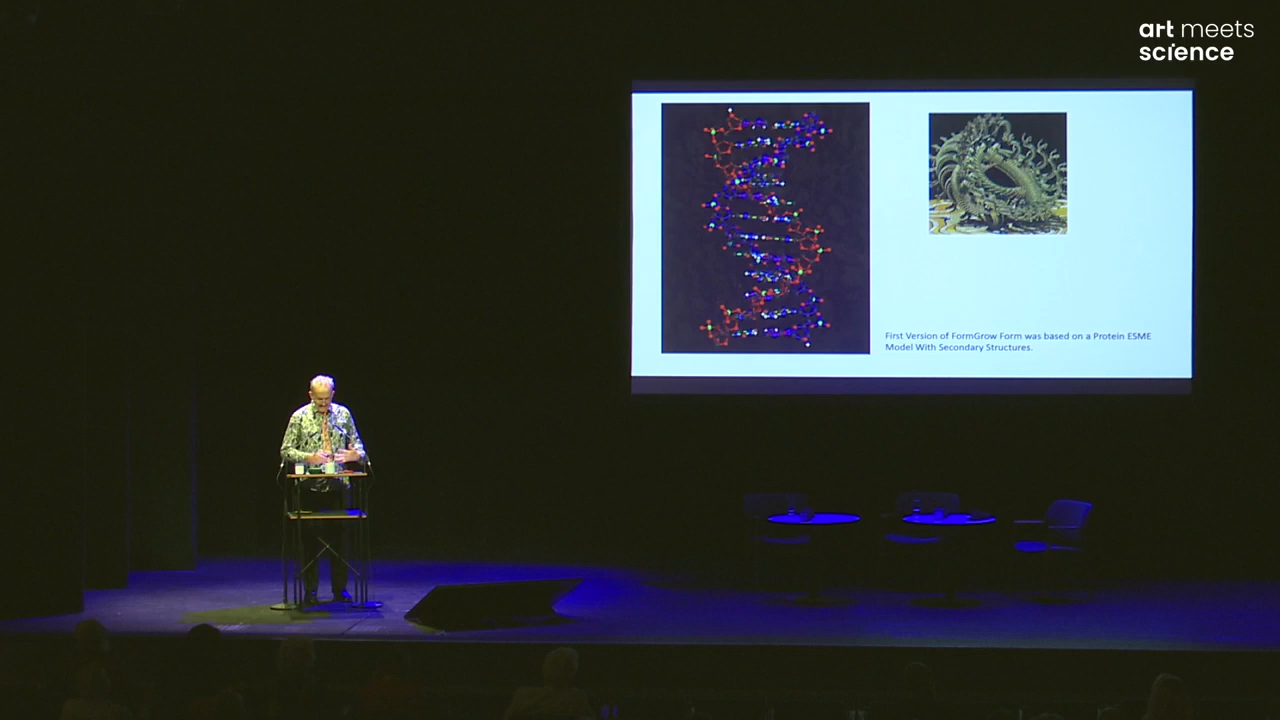 art meets
science
First Version of FormGrow Form was based on a Protein ESME
Model With Secondary Structures.